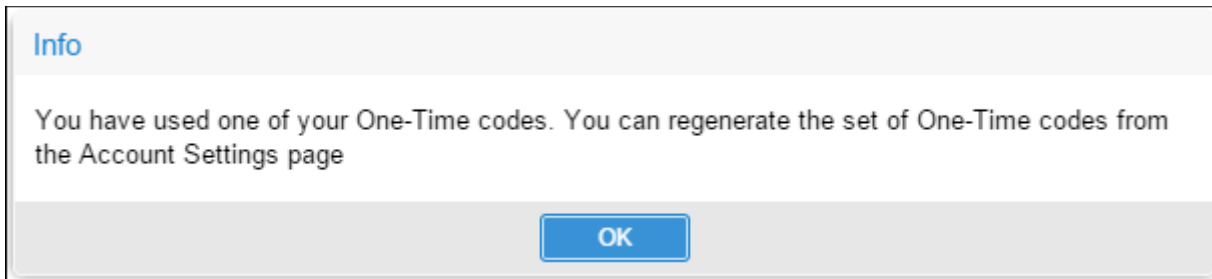 Info
You have used one of your One-Time codes. You can regenerate the set of One-Time codes from
the Account Settings page
OK